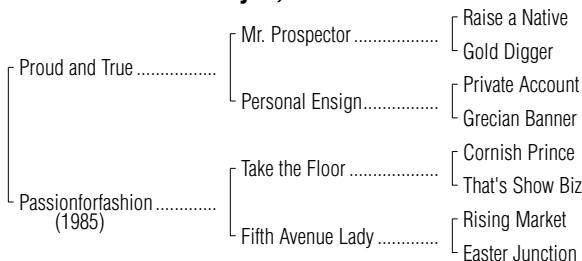 Raise a Native
Mr. Prospector ..................
Gold Digger
Proud and True .................
Private Account
Personal Ensign................
Grecian Banner
Cornish Prince
Take the Floor ....................
That's Show Biz
Passionforfashion .............
(1985)
Rising Market
Fifth Avenue Lady .............
Easter Junction